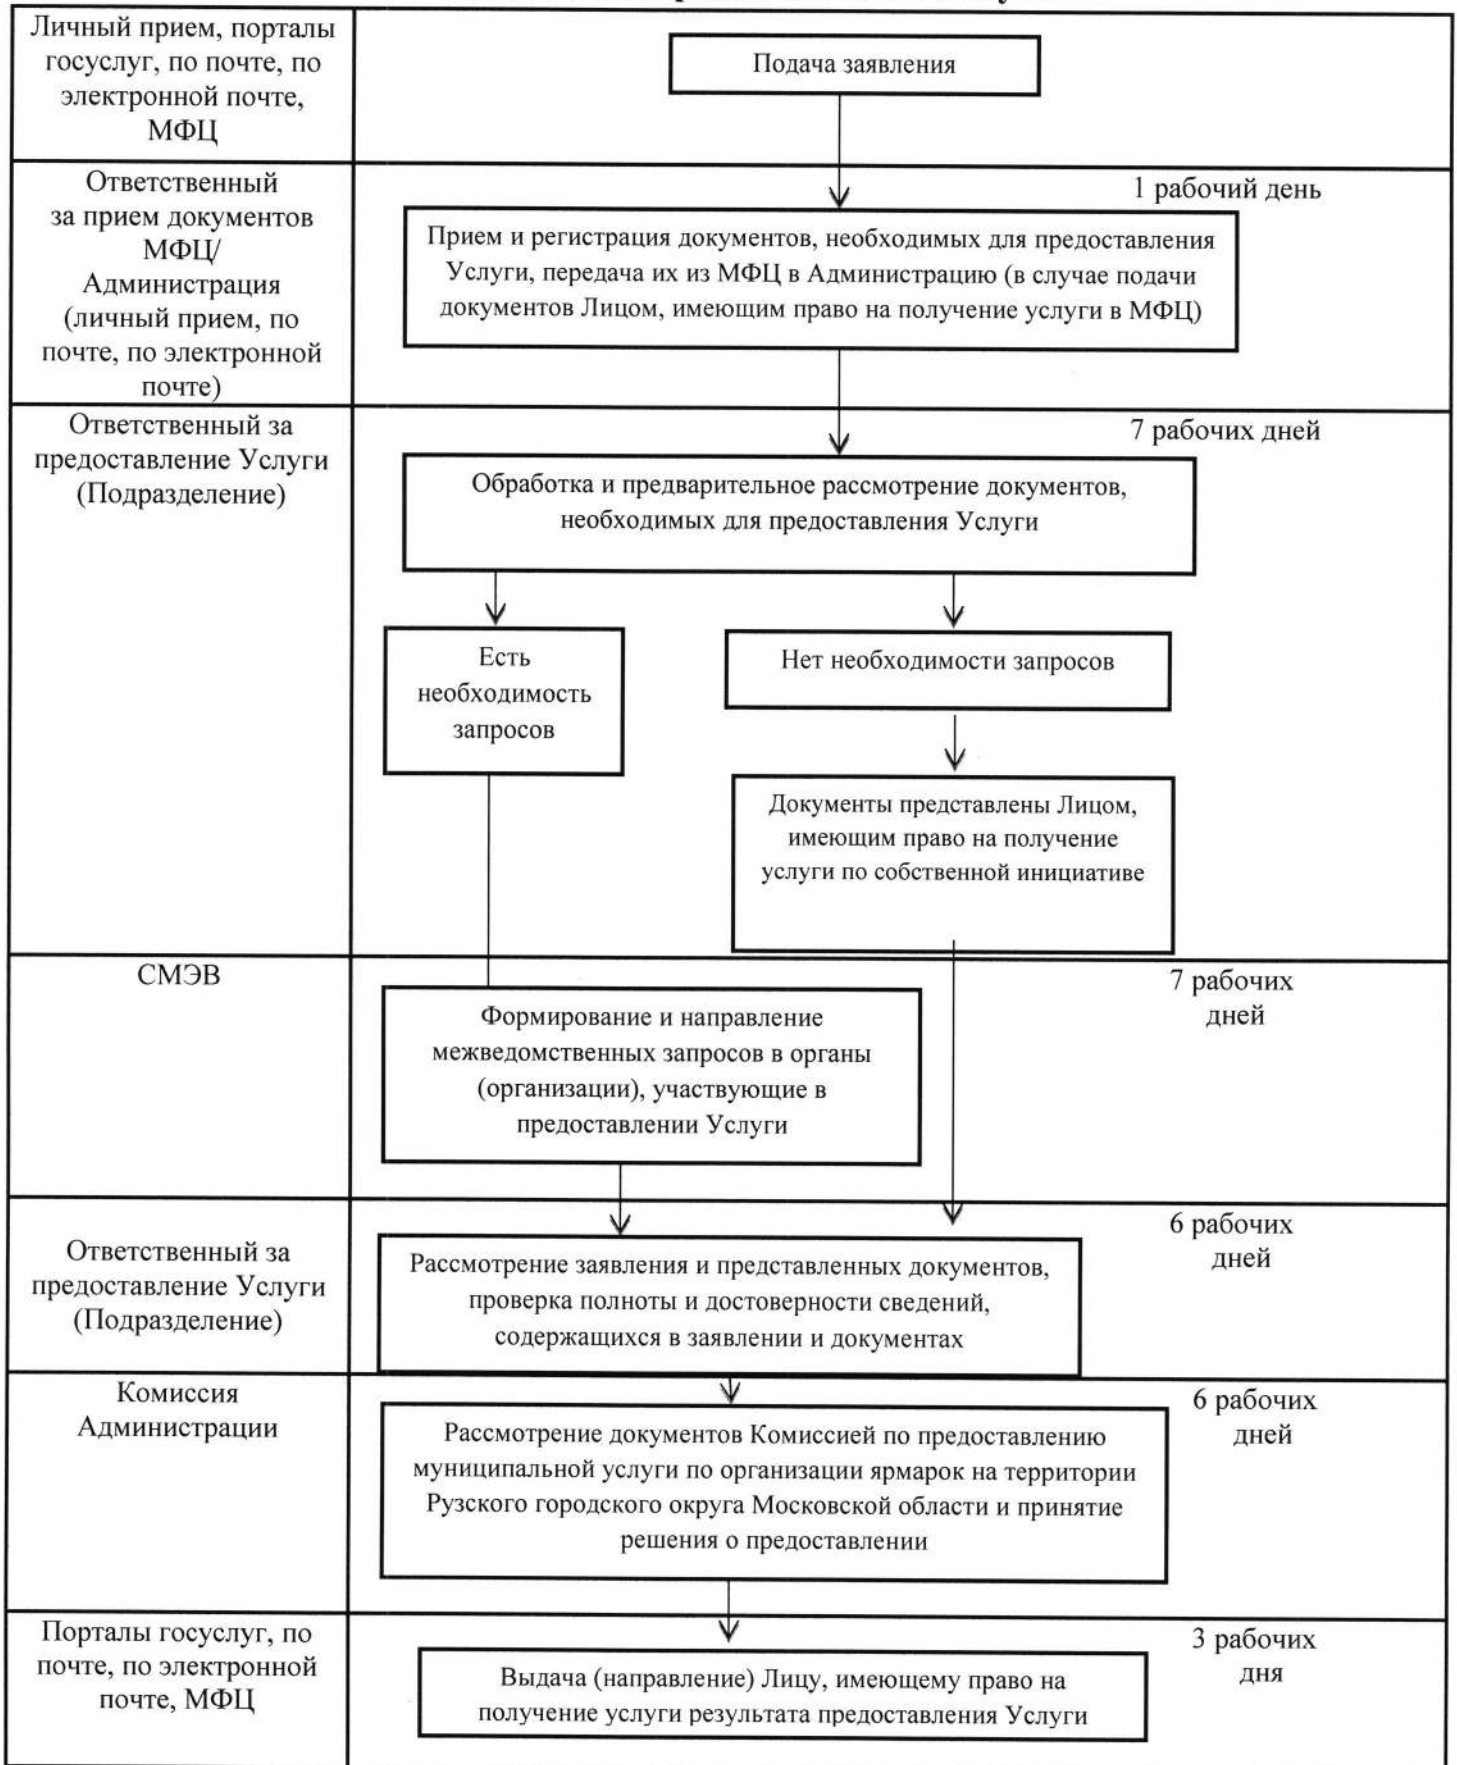 Личный прием, порталы
госуслуг, по почте, по
электронной почте,
МФЦ
Подача заявления
Ответственный
за прием документов
МФЦ/
Администрация
(личный прием, по
почте, по электронной
почте)
1 рабочий день
Прием и регистрация документов, необходимых для предоставления
Услуги, передача их из МФЦ в Администрацию (в случае подачи
документов Лицом, имеющим право на получение услуги в МФЦ)
Ответственный за
предоставление Услуги
(Подразделение)
7 рабочих дней
Обработка и предварительное рассмотрение документов,
необходимых для предоставления Услуги
Есть
необходимость
запросов
Нет необходимости запросов
Документы представлены Лицом,
имеющим право на получение
услуги по собственной инициативе
СМЭВ
7 рабочих
дней
Формирование и направление
межведомственных запросов в органы
(организации), участвующие в
предоставлении Услуги
Ответственный за
предоставление Услуги
(Подразделение)
6 рабочих
дней
Рассмотрение заявления и представленных документов,
проверка полноты и достоверности сведений,
содержащихся в заявлении и документах
Комиссия
Администрации
6 рабочих
дней
Рассмотрение документов Комиссией по предоставлению
муниципальной услуги по организации ярмарок на территории
Рузского городского округа Московской области и принятие
решения о предоставлении
Порталы госуслуг, по
почте, по электронной
почте, МФЦ
3 рабочих
дня
Выдача (направление) Лицу, имеющему право на
получение услуги результата предоставления Услуги